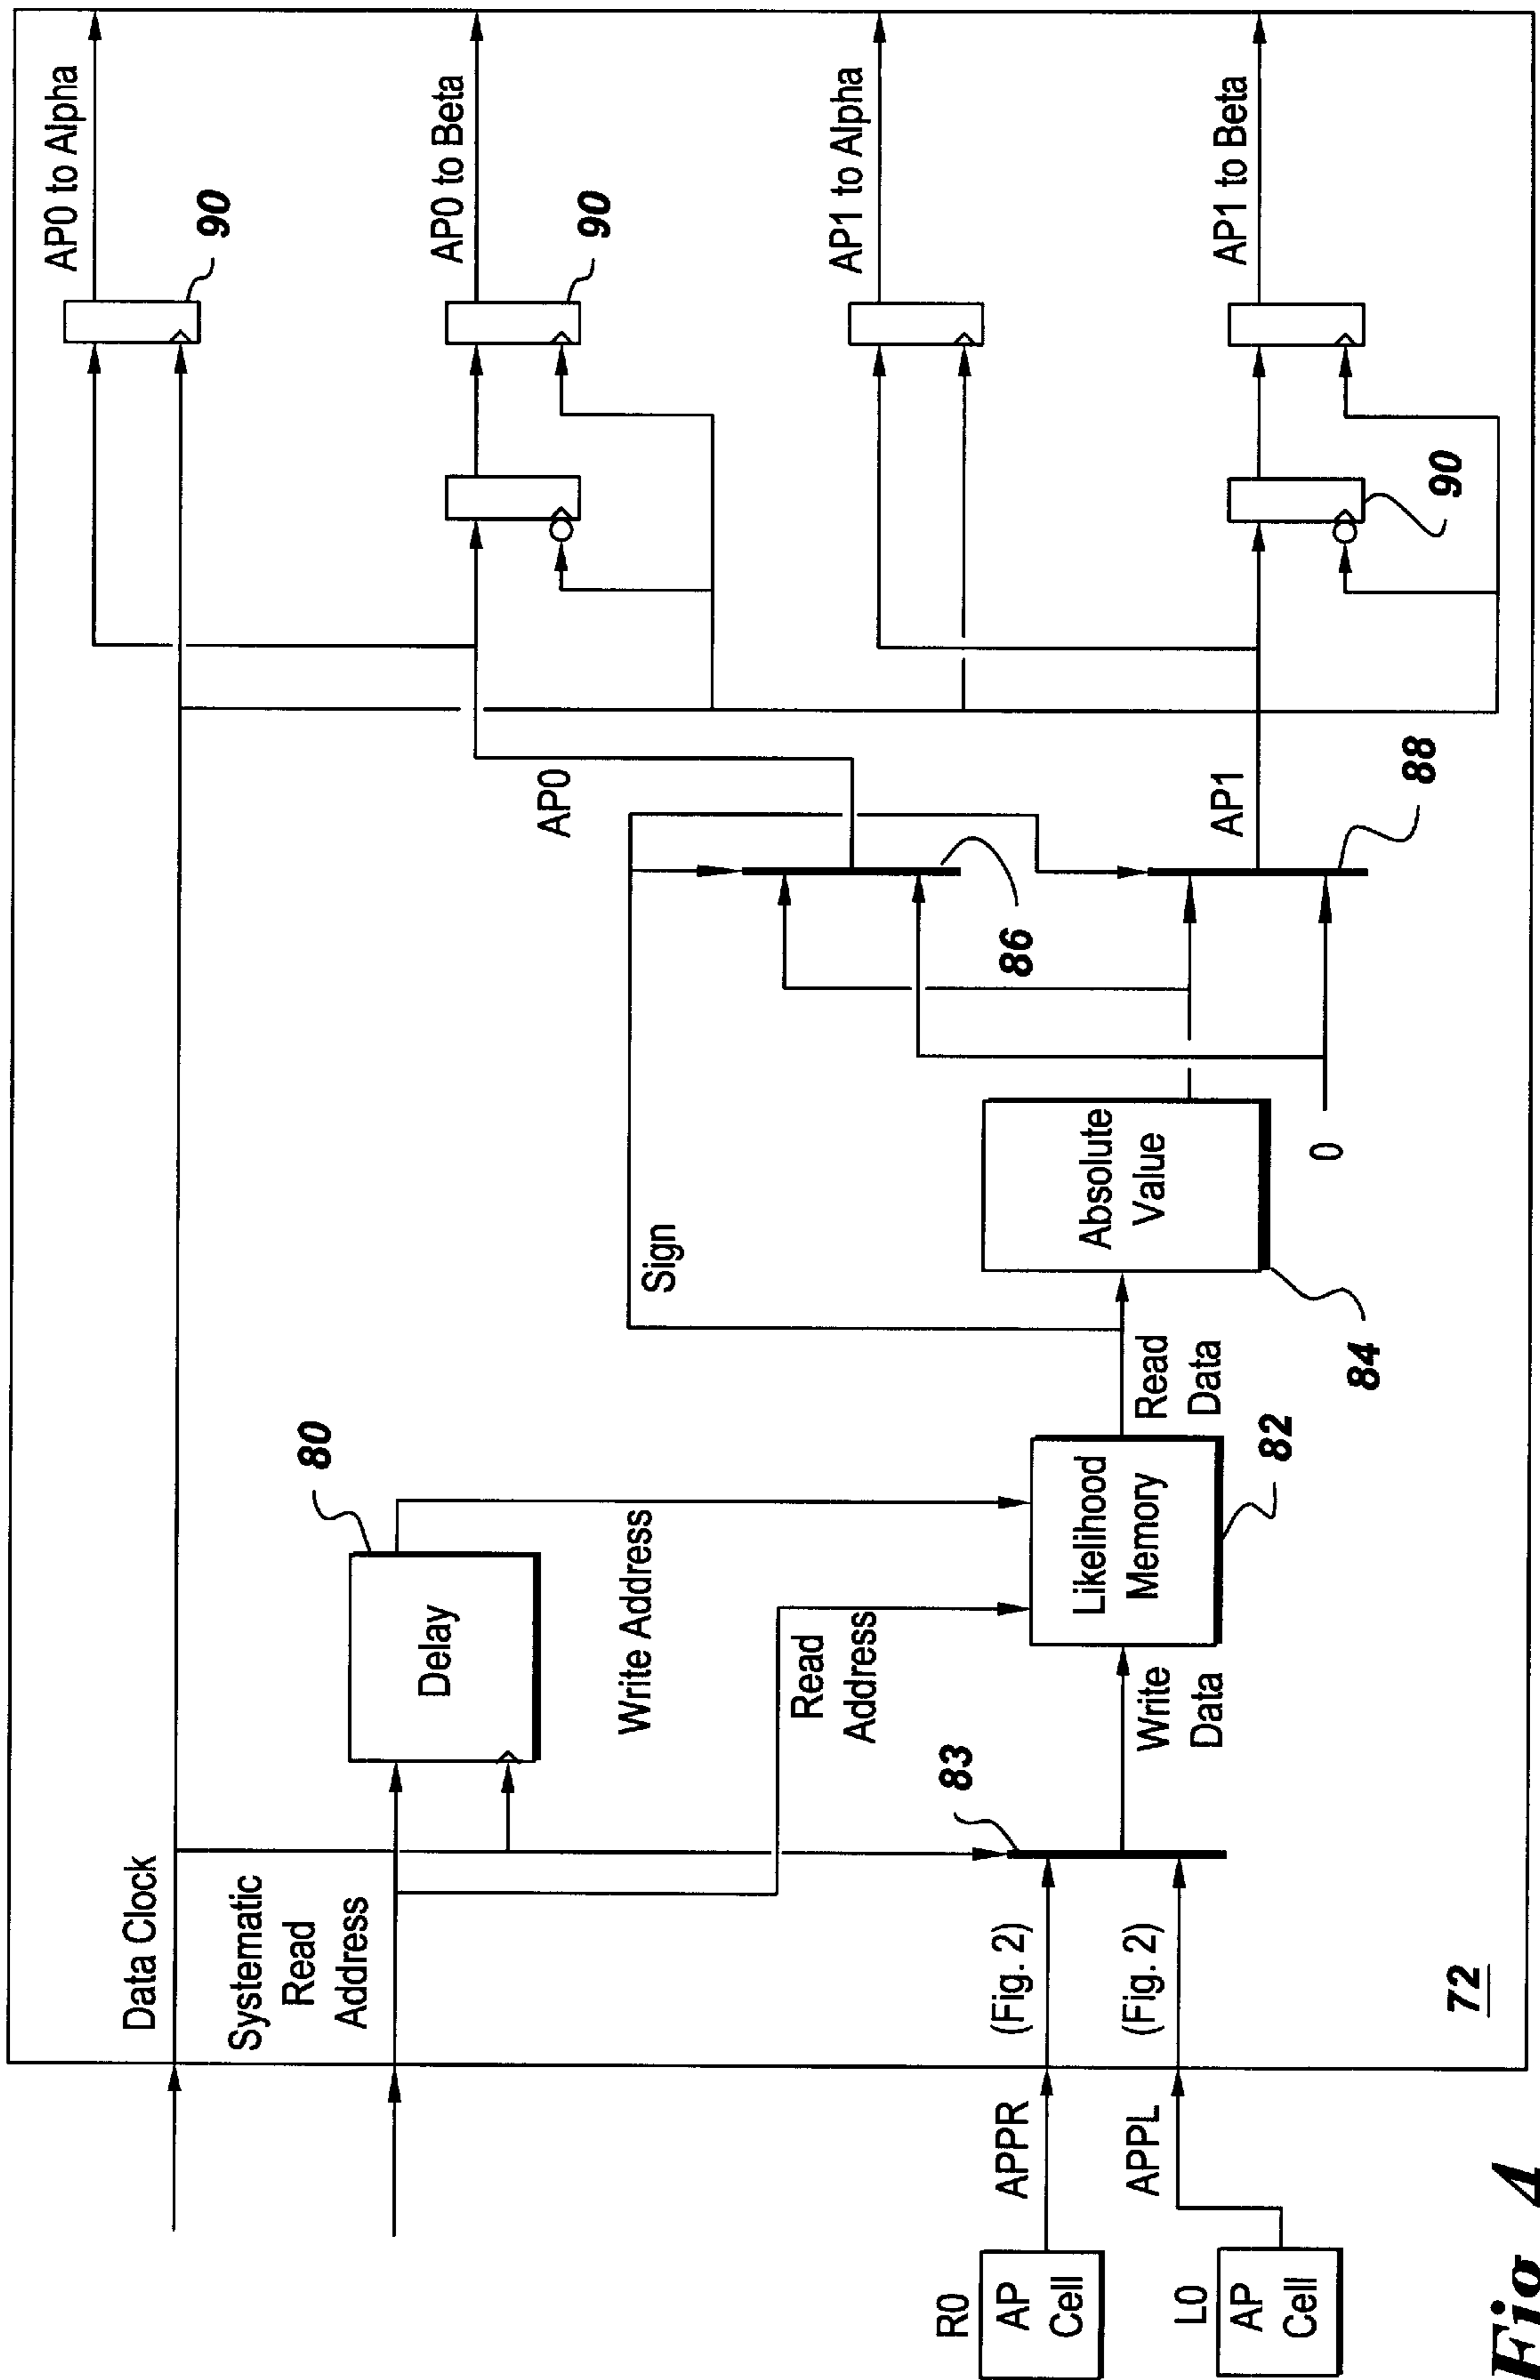 Data Clock
Systematic
Read
Address
R0
AP
Cell
APPR
(Fig. 2)
L0
AP
Cell
APPL
(Fig. 2)
83
Delay
80
Write Address
Read
Address
Write
Data
Likelihood
Memory
82
Read
Data
Sign
Absolute
Value
84
0
86
88
AP0
AP1
AP0 to Alpha
90
AP0 to Beta
90
AP1 to Alpha
AP1 to Beta
90
72
Fig. 4